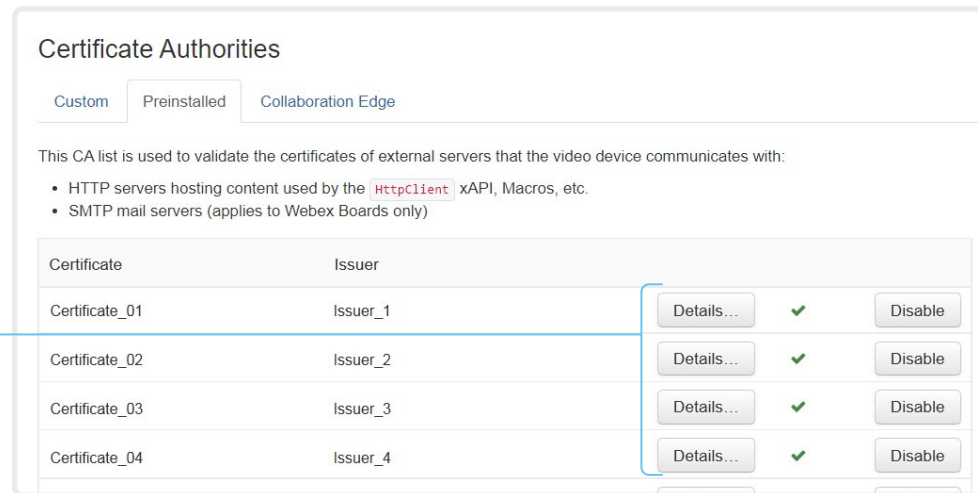 Certificate Authorities
Custom Preinstalled Collaboration Edge
This CA list is used to validate the certificates of external servers that the video device communicates with:
• HTTP servers hosting content used by the HttpClient xAPI, Macros, etc.
• SMTP mail servers (applies to Webex Boards only)
Certificate Issuer
Certificate_01 Issuer_1 Details... Disable
Certificate_02 Issuer_2 Details... Disable
Certificate_03 Issuer_3 Details... Disable
Certificate_04 Issuer_4 Details... Disable